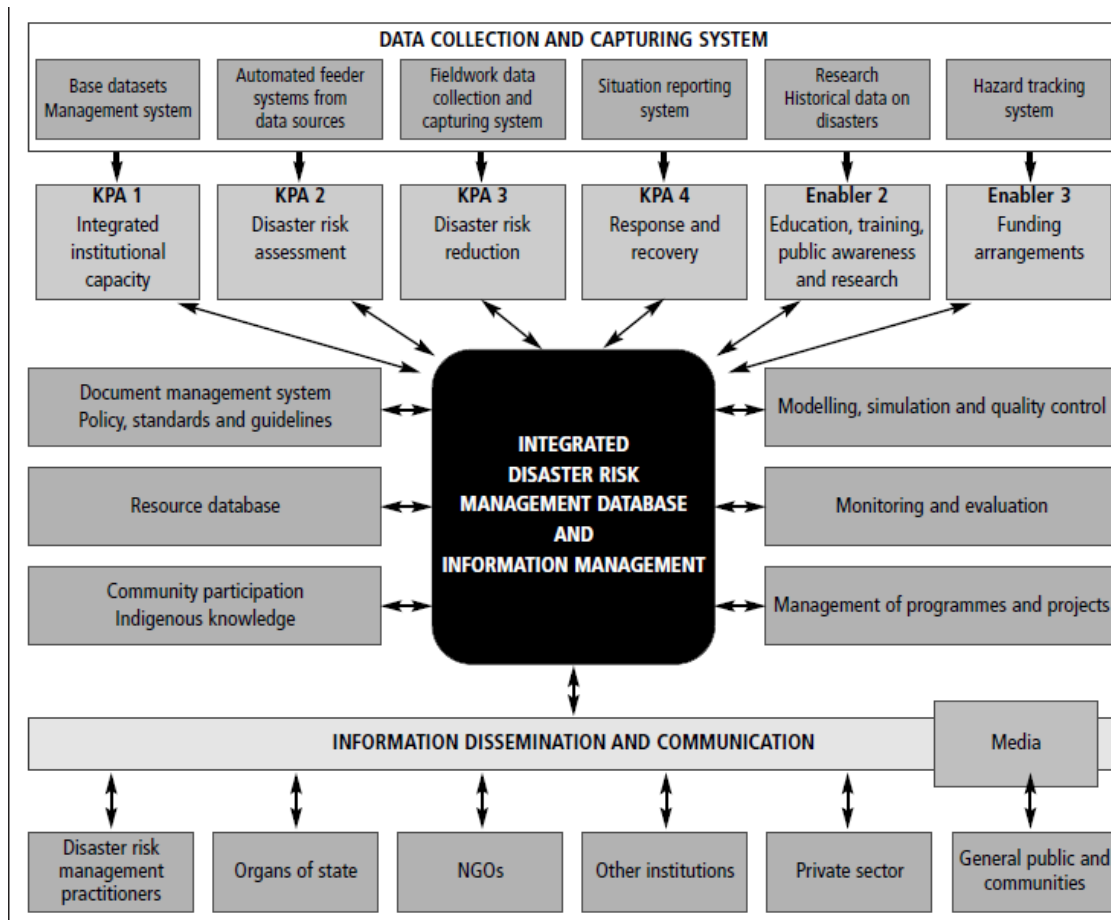 DATA COLLECTION AND CAPTURING SYSTEM
Base datasets
Management system
Automated feeder
systems from
data sources
Fieldwork data
collection and
capturing system
Situation reporting
system
Research
Historical data on
disasters
Hazard tracking
system
KPA 1
Integrated
institutional
capacity
KPA 2
Disaster risk
assessment
KPA 3
Disaster risk
reduction
KPA 4
Response and
recovery
Enabler 2
Education, training,
public awareness
and research
Enabler 3
Funding
arrangements
Document management system
Policy, standards and guidelines
Resource database
Community participation
Indigenous knowledge
INTEGRATED
DISASTER RISK
MANAGEMENT DATABASE
AND
INFORMATION MANAGEMENT
Modelling, simulation and quality control
Monitoring and evaluation
Management of programmes and projects
INFORMATION DISSEMINATION AND COMMUNICATION
Media
Disaster risk
management
practitioners
Organs of state
NGOs
Other institutions
Private sector
General public and
communities